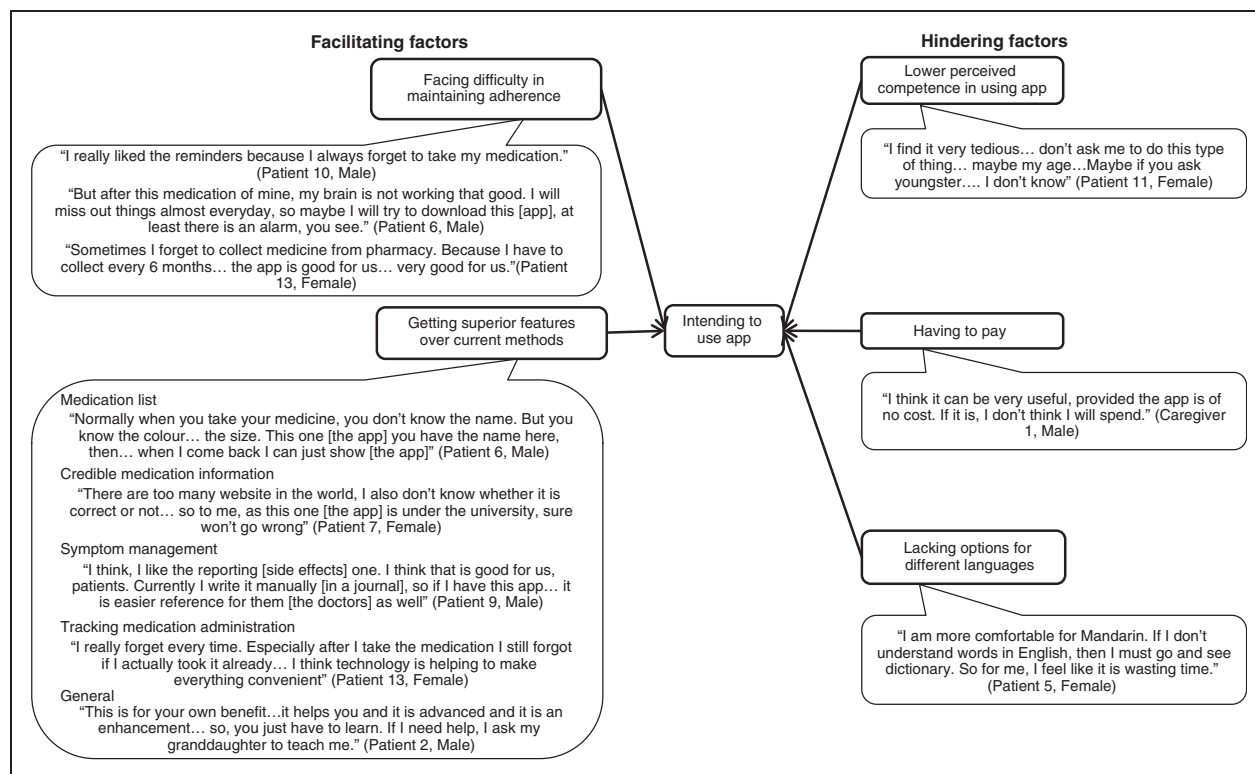 Facilitating factors
Facing difficulty in
maintaining adherence
“I really liked the reminders because I always forget to take my medication.”
(Patient 10, Male)
“But after this medication of mine, my brain is not working that good. I will
miss out things almost everyday, so maybe I will try to download this [app], at
least there is an alarm, you see.” (Patient 6, Male)
“Sometimes I forget to collect medicine from pharmacy. Because I have to
collect every 6 months… the app is good for us… very good for us.”(Patient
13, Female)
Getting superior features
over current methods
Medication list
“Normally when you take your medicine, you don’t know the name. But you
know the colour… the size. This one [the app] you have the name here,
then… when I come back I can just show [the app]” (Patient 6, Male)
Credible medication information
“There are too many website in the world, I also don’t know whether it is
correct or not… so to me, as this one [the app] is under the university, sure
won’t go wrong” (Patient 7, Female)
Symptom management
“I think, I like the reporting [side effects] one. I think that is good for us,
patients. Currently I write it manually [in a journal], so if I have this app… it
is easier reference for them [the doctors] as well” (Patient 9, Male)
Tracking medication administration
“I really forget every time. Especially after I take the medication I still forgot
if I actually took it already… I think technology is helping to make
everything convenient” (Patient 13, Female)
General
“This is for your own benefit…it helps you and it is advanced and it is an
enhancement… so, you just have to learn. If I need help, I ask my
granddaughter to teach me.” (Patient 2, Male)
Intending to
use app
Hindering factors
Lower perceived
competence in using app
“I find it very tedious… don’t ask me to do this type
of thing… maybe my age…Maybe if you ask
youngster…. I don’t know” (Patient 11, Female)
Having to pay
“I think it can be very useful, provided the app is of
no cost. If it is, I don’t think I will spend.” (Caregiver
1, Male)
Lacking options for
different languages
“I am more comfortable for Mandarin. If I don’t
understand words in English, then I must go and see
dictionary. So for me, I feel like it is wasting time.”
(Patient 5, Female)